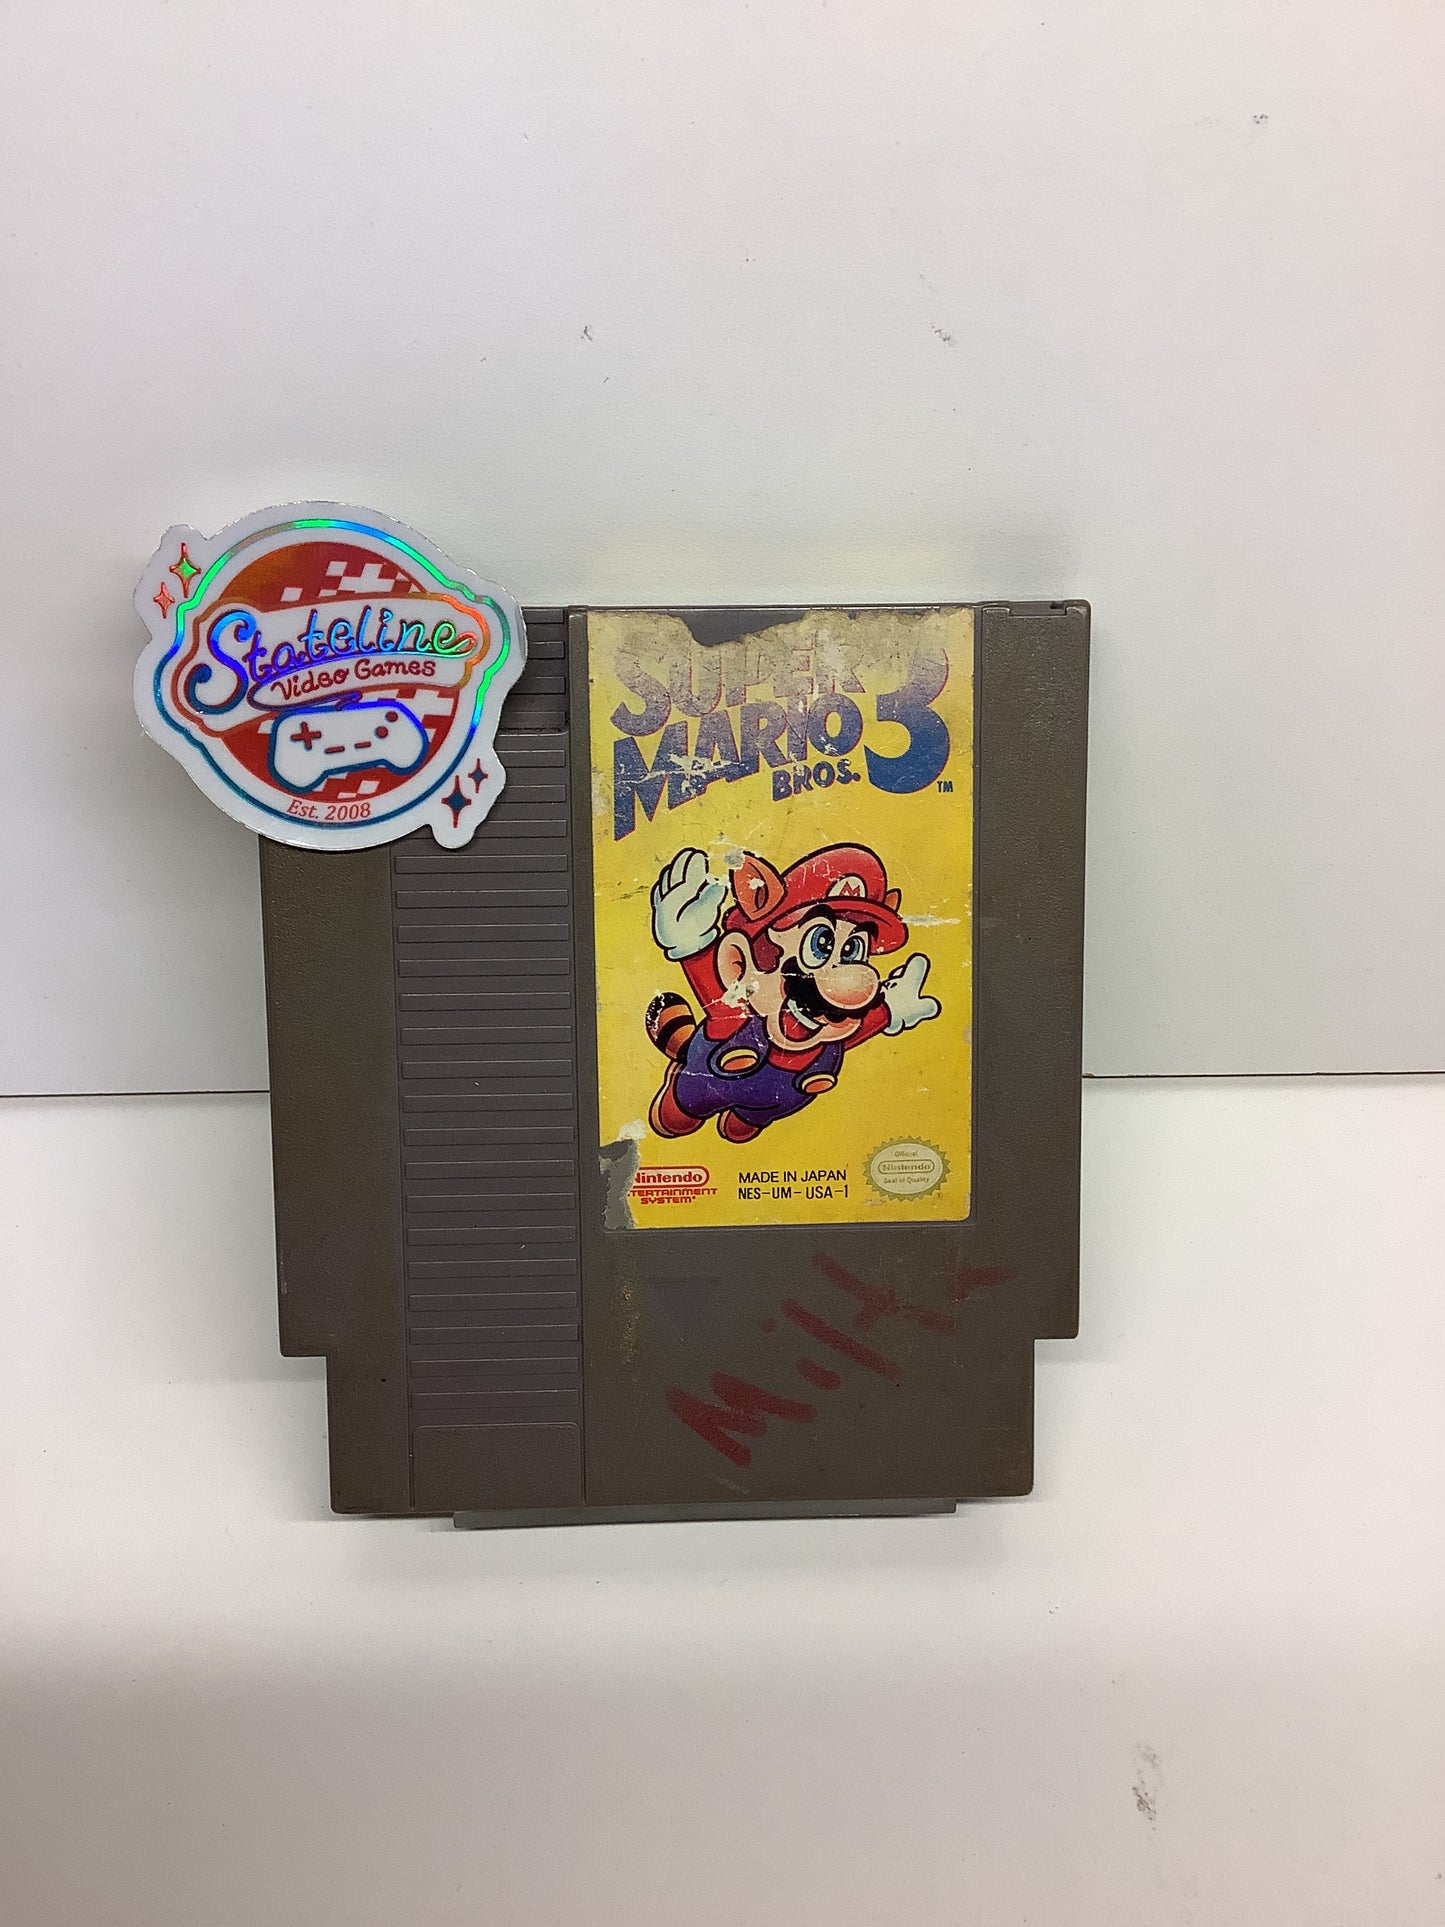 Stateline
Video Games
Est. 2008
SUPER
MARIO
BROS. 3 TM
M
Official
Nintendo
Seal of Quality
Nintendo
TERTAINMENT
SYSTEM
MADE IN JAPAN
NES-UM-USA-1